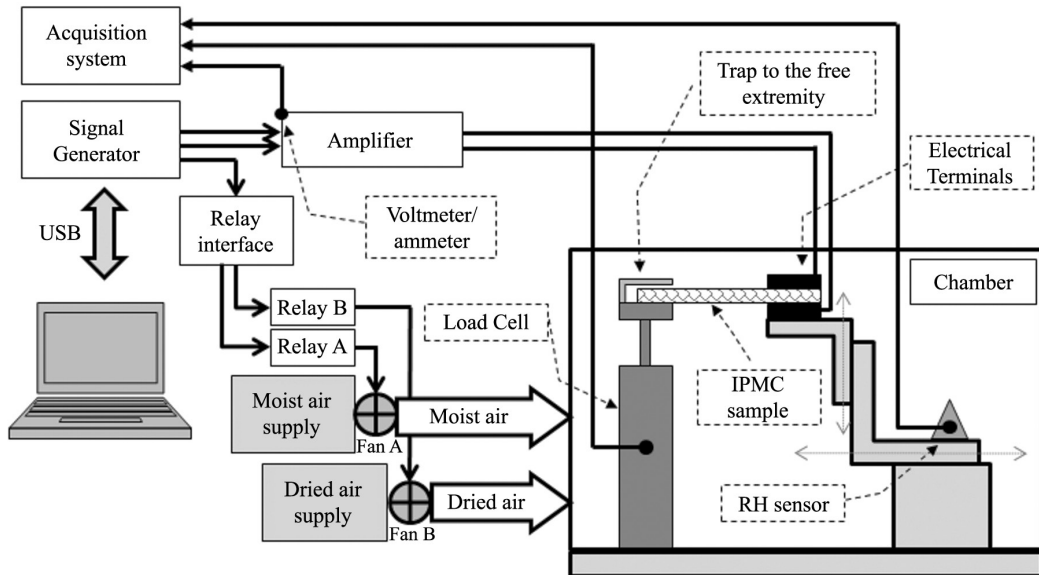 Acquisition
system
Signal
Generator
Amplifier
Trap to the free
extremity
Electrical
Terminals
USB
Relay
interface
Voltmeter/
ammeter
Chamber
Relay B
Relay A
Load Cell
IPMC
sample
Moist air
supply
Fan A
Moist air
Dried air
supply
Fan B
Dried air
RH sensor